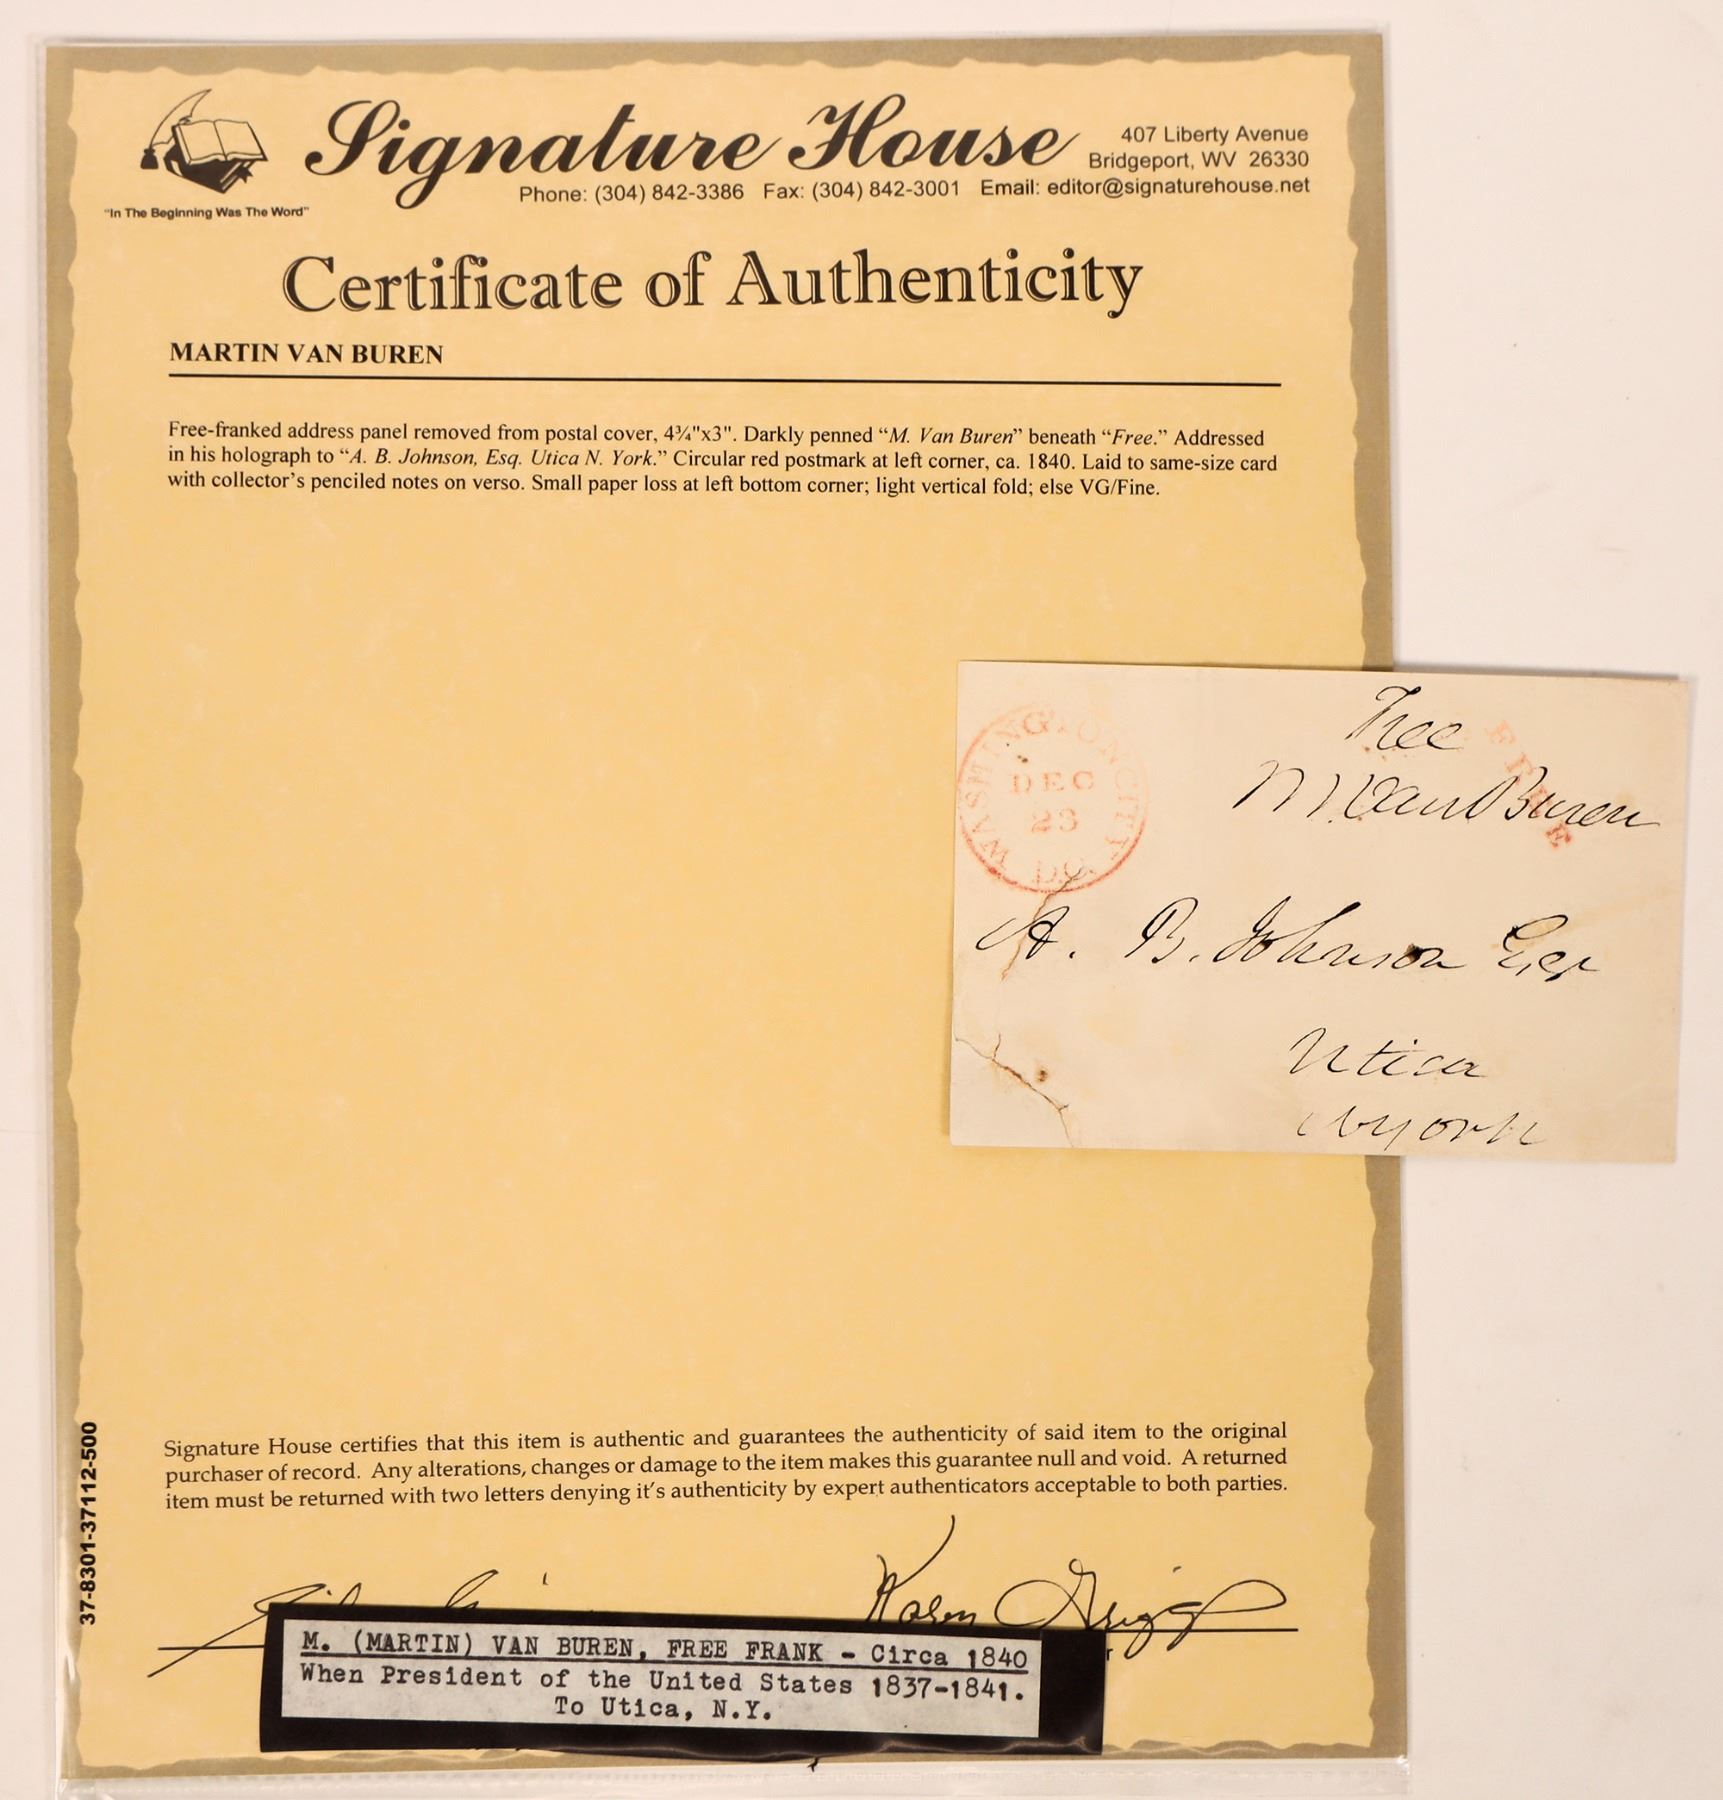 Signature House
407 Liberty Avenue
Bridgeport, WV 26330
Phone: (304) 842-3386 Fax: (304) 842-3001 Email: editor@signaturehouse.net
"In The Beginning Was The Word"
Certificate of Authenticity
MARTIN VAN BUREN
Free-franked address panel removed from postal cover, 4¾"x3". Darkly penned “M. Van Buren” beneath “Free.” Addressed
in his holograph to “A. B. Johnson, Esq. Utica N. York.” Circular red postmark at left corner, ca. 1840. Laid to same-size card
with collector’s penciled notes on verso. Small paper loss at left bottom corner; light vertical fold; else VG/Fine.
WASHINGTON CITY
DEC
23
D.C.
FREE
Free
M Van Buren
A. B. Johnson Esq
Utica
N York
Signature House certifies that this item is authentic and guarantees the authenticity of said item to the original
purchaser of record. Any alterations, changes or damage to the item makes this guarantee null and void. A returned
item must be returned with two letters denying it’s authenticity by expert authenticators acceptable to both parties.
37-8301-37112-500
Karen Griggs
M. (MARTIN) VAN BUREN, FREE FRANK - Circa 1840
When President of the United States 1837-1841.
To Utica, N.Y.